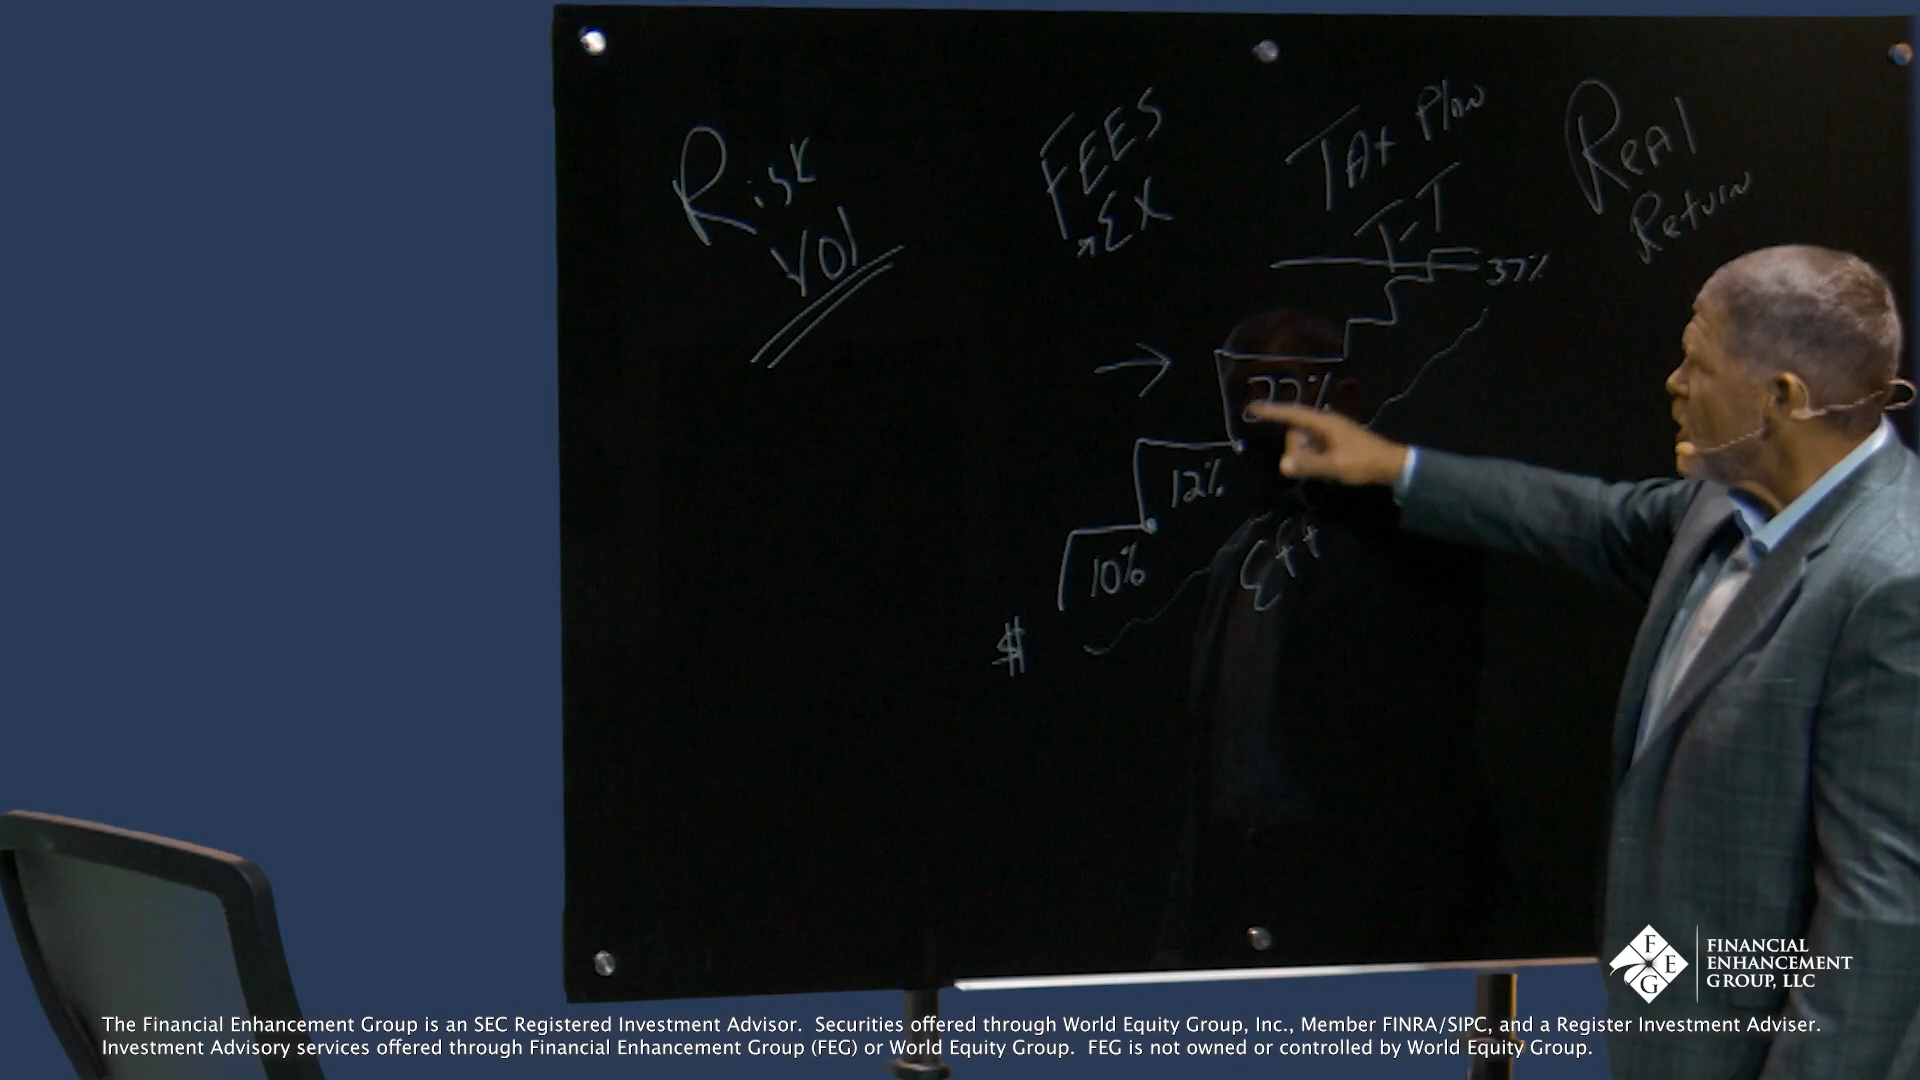 Risk
Vol
FEES
EX
TAx Plan
T-T
Real
Return
37%
22%
12%
10%
Eff
$
F
E
G
FINANCIAL
ENHANCEMENT
GROUP, LLC
The Financial Enhancement Group is an SEC Registered Investment Advisor.  Securities offered through World Equity Group, Inc., Member FINRA/SIPC, and a Register Investment Adviser.
Investment Advisory services offered through Financial Enhancement Group (FEG) or World Equity Group.  FEG is not owned or controlled by World Equity Group.